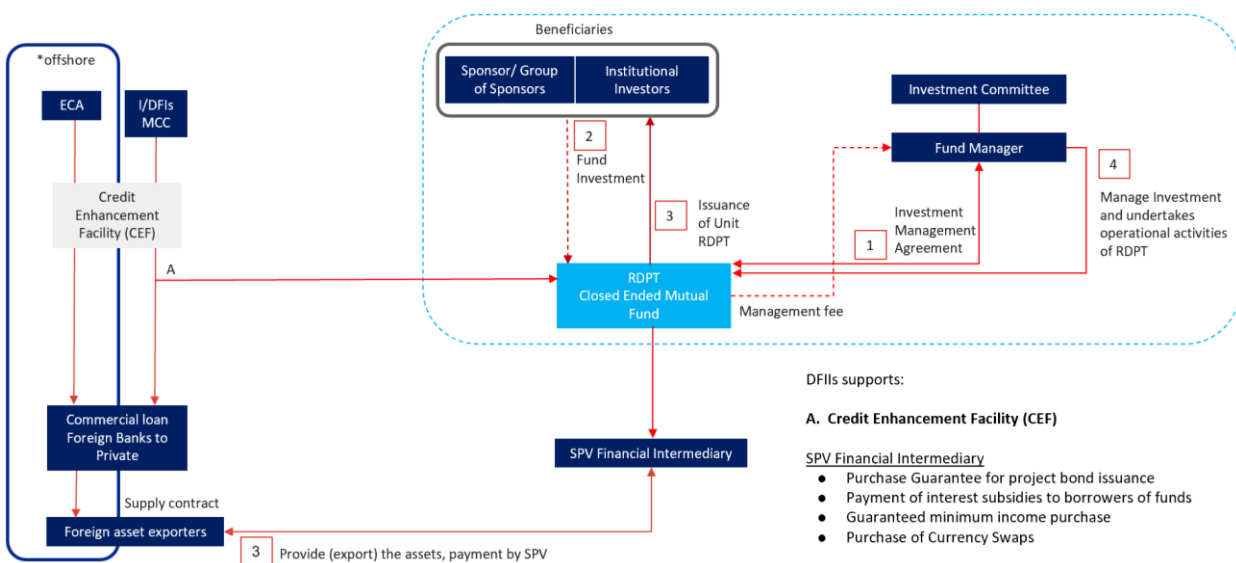 *offshore
ECA
I/DFIs
MCC
Credit
Enhancement
Facility (CEF)
A
Commercial loan
Foreign Banks to
Private
Supply contract
Foreign asset exporters
3
Provide (export) the assets, payment by SPV
Beneficiaries
Sponsor/ Group
of Sponsors
Institutional
Investors
2
Fund
Investment
3
Issuance
of Unit
RDPT
RDPT
Closed Ended Mutual
Fund
Management fee
SPV Financial Intermediary
Investment Committee
Fund Manager
1
Investment
Management
Agreement
4
Manage Investment
and undertakes
operational activities
of RDPT
DFIIs supports:
A. Credit Enhancement Facility (CEF)
SPV Financial Intermediary
● Purchase Guarantee for project bond issuance
● Payment of interest subsidies to borrowers of funds
● Guaranteed minimum income purchase
● Purchase of Currency Swaps